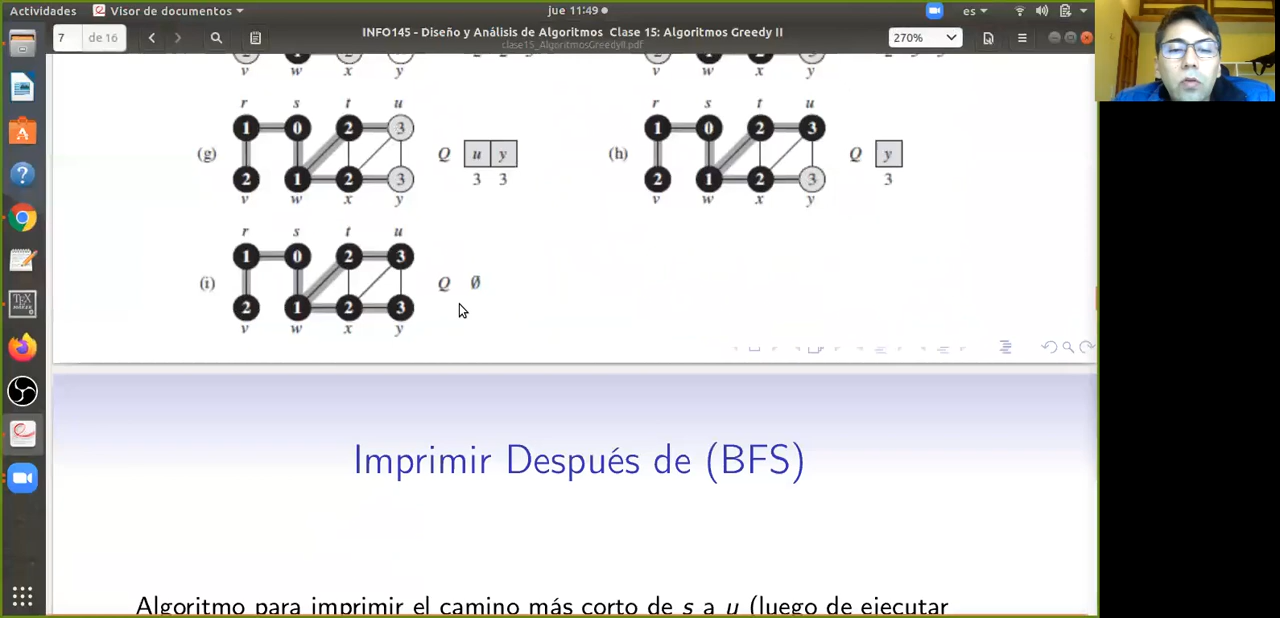 Actividades Visor de documentos jue 11:49 es
7 de 16 INFO145 - Diseño y Análisis de Algoritmos Clase 15: Algoritmos Greedy II 270%
clase15_AlgoritmosGreedyII.pdf
v w x y v w x y
r s t u r s t u
1 0 2 3 1 0 2 3
(g) Q u y (h) Q y
2 1 2 3 3 3 2 1 2 3 3
v w x y v w x y
r s t u
1 0 2 3
(i) Q ∅
2 1 2 3
v w x y
Imprimir Después de (BFS)
Algoritmo para imprimir el camino más corto de s a u (luego de ejecutar